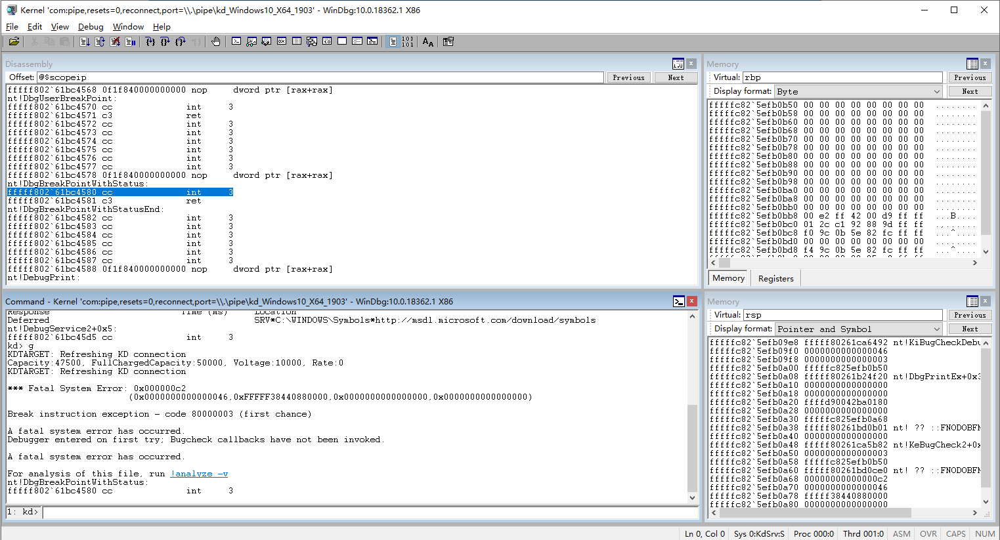 Kernel 'com:pipe,resets=0,reconnect,port=\\.\pipe\kd_Windows10_X64_1903' - WinDbg:10.0.18362.1 X86
File Edit View Debug Window Help
Disassembly
Offset: @$scopeip Previous Next
fffff802`61bc4568 0f1f840000000000 nop dword ptr [rax+rax]
nt!DbgUserBreakPoint:
fffff802`61bc4570 cc int 3
fffff802`61bc4571 c3 ret
fffff802`61bc4572 cc int 3
fffff802`61bc4573 cc int 3
fffff802`61bc4574 cc int 3
fffff802`61bc4575 cc int 3
fffff802`61bc4576 cc int 3
fffff802`61bc4577 cc int 3
fffff802`61bc4578 0f1f840000000000 nop dword ptr [rax+rax]
nt!DbgBreakPointWithStatus:
fffff802`61bc4580 cc int 3
fffff802`61bc4581 c3 ret
nt!DbgBreakPointWithStatusEnd:
fffff802`61bc4582 cc int 3
fffff802`61bc4583 cc int 3
fffff802`61bc4584 cc int 3
fffff802`61bc4585 cc int 3
fffff802`61bc4586 cc int 3
fffff802`61bc4587 cc int 3
fffff802`61bc4588 0f1f840000000000 nop dword ptr [rax+rax]
nt!DebugPrint:
Memory
Virtual: rbp Previous
Display format: Byte Next
fffffc82`5efb0b50 00 00 00 00 00 00 00 00 ........
fffffc82`5efb0b58 00 00 00 00 00 00 00 00 ........
fffffc82`5efb0b60 00 00 00 00 00 00 00 00 ........
fffffc82`5efb0b68 00 00 00 00 00 00 00 00 ........
fffffc82`5efb0b70 00 00 00 00 00 00 00 00 ........
fffffc82`5efb0b78 00 00 00 00 00 00 00 00 ........
fffffc82`5efb0b80 00 00 00 00 00 00 00 00 ........
fffffc82`5efb0b88 00 00 00 00 00 00 00 00 ........
fffffc82`5efb0b90 00 00 00 00 00 00 00 00 ........
fffffc82`5efb0b98 00 00 00 00 00 00 00 00 ........
fffffc82`5efb0ba0 00 00 00 00 00 00 00 00 ........
fffffc82`5efb0ba8 00 00 00 00 00 00 00 00 ........
fffffc82`5efb0bb0 00 00 00 00 00 00 00 00 ........
fffffc82`5efb0bb8 00 e2 ff 42 00 d9 ff ff ...B....
fffffc82`5efb0bc0 01 2c c1 92 88 9d ff ff .,......
fffffc82`5efb0bc8 f0 9c 0b 5e 82 fc ff ff ...^....
fffffc82`5efb0bd0 00 00 00 00 00 00 00 00 ........
fffffc82`5efb0bd8 f4 9c 0b 5e 82 fc ff ff ...^....
Memory Registers
Command - Kernel 'com:pipe,resets=0,reconnect,port=\\.\pipe\kd_Windows10_X64_1903' - WinDbg:10.0.18362.1 X86
Response Time (ms) Location
Deferred SRV*C:\WINDOWS\Symbols*http://msdl.microsoft.com/download/symbols
nt!DebugService2+0x5:
fffff802`61bc45d5 cc int 3
kd> g
KDTARGET: Refreshing KD connection
Capacity:47500, FullChargedCapacity:50000, Voltage:10000, Rate:0
KDTARGET: Refreshing KD connection
*** Fatal System Error: 0x000000c2
(0x0000000000000046,0xFFFFF38440880000,0x0000000000000000,0x0000000000000000)
Break instruction exception - code 80000003 (first chance)
A fatal system error has occurred.
Debugger entered on first try; Bugcheck callbacks have not been invoked.
A fatal system error has occurred.
For analysis of this file, run !analyze -v
nt!DbgBreakPointWithStatus:
fffff802`61bc4580 cc int 3
1: kd>
Memory
Virtual: rsp Previous
Display format: Pointer and Symbol Next
fffffc82`5efb09e8 fffff80261ca6492 nt!KiBugCheckDebu
fffffc82`5efb09f0 0000000000000046
fffffc82`5efb09f8 0000000000000003
fffffc82`5efb0a00 fffffc825efb0b50
fffffc82`5efb0a08 fffff80261b24f20 nt!DbgPrintEx+0x3
fffffc82`5efb0a10 0000000000000000
fffffc82`5efb0a18 0000000000000000
fffffc82`5efb0a20 ffffd90042ba0180
fffffc82`5efb0a28 0000000000000000
fffffc82`5efb0a30 fffffc825efb0a68
fffffc82`5efb0a38 fffff80261bd0b01 nt! ?? ::FNODOBFM
fffffc82`5efb0a40 0000000000000000
fffffc82`5efb0a48 fffff80261ca5b82 nt!KeBugCheck2+0x
fffffc82`5efb0a50 0000000000000003
fffffc82`5efb0a58 fffffc825efb0b50
fffffc82`5efb0a60 fffff80261bd0ce0 nt! ?? ::FNODOBFM
fffffc82`5efb0a68 00000000000000c2
fffffc82`5efb0a70 0000000000000046
fffffc82`5efb0a78 fffff38440880000
fffffc82`5efb0a80 0000000000000000
Ln 0, Col 0 Sys 0:KdSrv:S Proc 000:0 Thrd 001:0 ASM OVR CAPS NUM